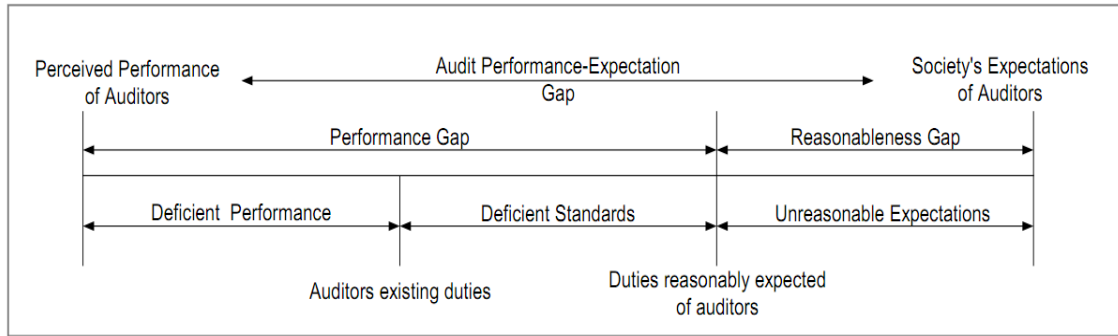 Perceived Performance
of Auditors
Audit Performance-Expectation
Gap
Society's Expectations
of Auditors
Performance Gap
Reasonableness Gap
Deficient Performance
Deficient Standards
Unreasonable Expectations
Auditors existing duties
Duties reasonably expected
of auditors